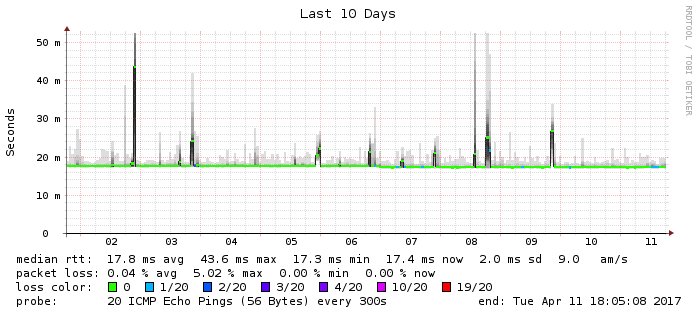 Last 10 Days
RRDTOOL / TOBI OETIKER
Seconds
50 m
40 m
30 m
20 m
10 m
0
02 03 04 05 06 07 08 09 10 11
median rtt: 17.8 ms avg 43.6 ms max 17.3 ms min 17.4 ms now 2.0 ms sd 9.0 am/s
packet loss: 0.04 % avg 5.02 % max 0.00 % min 0.00 % now
loss color: 0 1/20 2/20 3/20 4/20 10/20 19/20
probe: 20 ICMP Echo Pings (56 Bytes) every 300s end: Tue Apr 11 18:05:08 2017